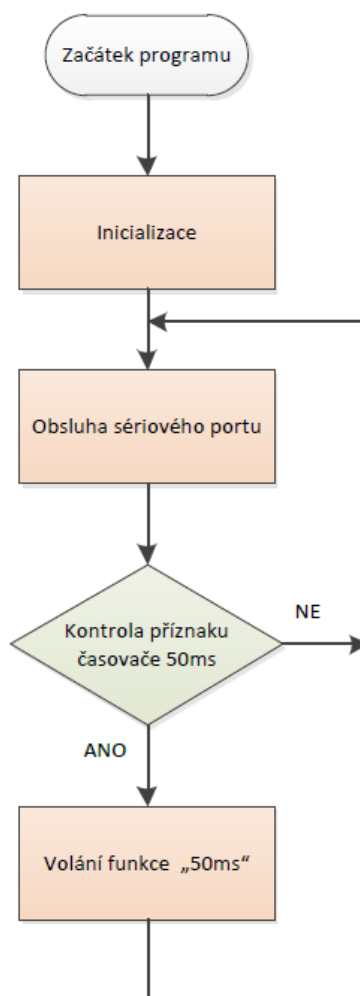 Začátek programu
Inicializace
Obsluha sériového portu
Kontrola příznaku
časovače 50ms
NE
ANO
Volání funkce „50ms“